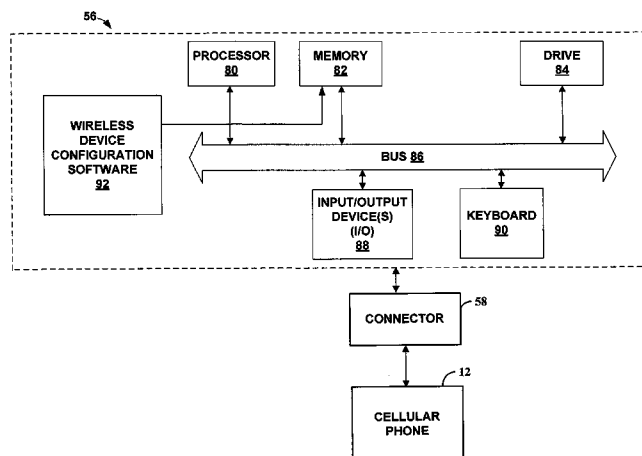 56
PROCESSOR
80
MEMORY
82
DRIVE
84
WIRELESS
DEVICE
CONFIGURATION
SOFTWARE
92
BUS 86
INPUT/OUTPUT
DEVICE(S)
(I/O)
88
KEYBOARD
90
CONNECTOR
58
12
CELLULAR
PHONE